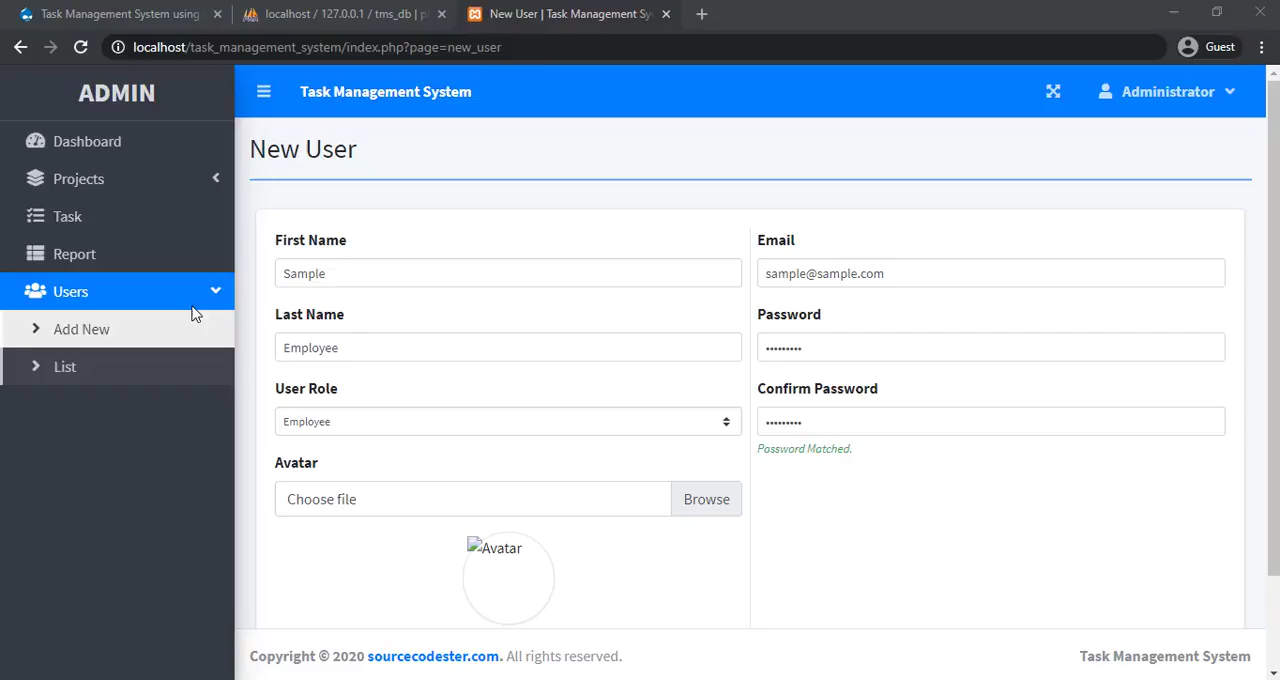 Task Management System using
localhost / 127.0.0.1 / tms_db | p
New User | Task Management Sy
localhost/task_management_system/index.php?page=new_user
Guest
ADMIN
Task Management System
Administrator
Dashboard
Projects
Task
Report
Users
Add New
List
New User
First Name
Sample
Last Name
Employee
User Role
Employee
Avatar
Choose file
Browse
Avatar
Email
sample@sample.com
Password
•••••••••
Confirm Password
•••••••••
Password Matched.
Copyright © 2020 sourcecodester.com. All rights reserved.
Task Management System